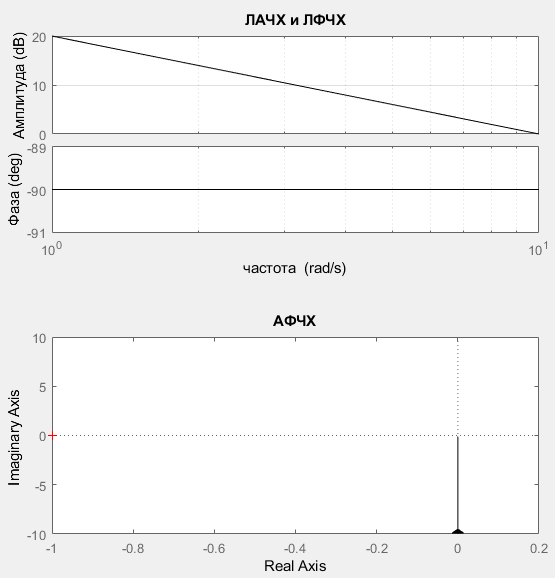 ЛАЧХ и ЛФЧХ
Амплитуда (dB)
20
10
0
Фаза (deg)
-89
-90
-91
10^0
10^1
частота (rad/s)
АФЧХ
Imaginary Axis
10
5
0
-5
-10
-1
-0.8
-0.6
-0.4
-0.2
0
0.2
Real Axis